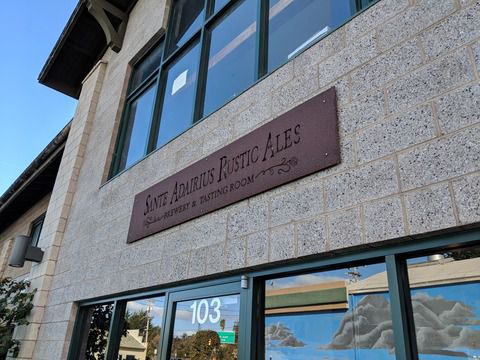 SANTE ADAIRIUS RUSTIC ALES
BREWERY & TASTING ROOM
103